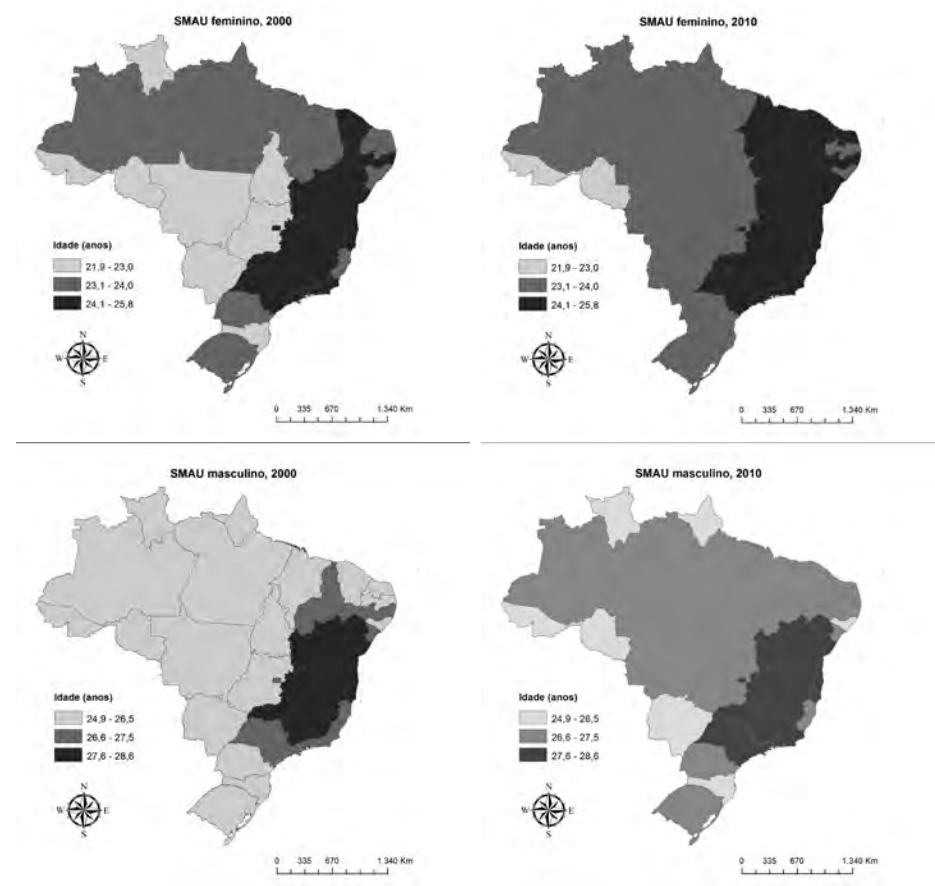 SMAU feminino, 2000
Idade (anos)
21,9 - 23,0
23,1 - 24,0
24,1 - 25,8
N
W E
S
0 335 670 1.340 Km
SMAU feminino, 2010
Idade (anos)
21,9 - 23,0
23,1 - 24,0
24,1 - 25,8
N
W E
S
0 335 670 1.340 Km
SMAU masculino, 2000
Idade (anos)
24,9 - 26,5
26,6 - 27,5
27,6 - 28,6
N
W E
S
0 335 670 1.340 Km
SMAU masculino, 2010
Idade (anos)
24,9 - 26,5
26,6 - 27,5
27,6 - 28,6
N
W E
S
0 335 670 1.340 Km